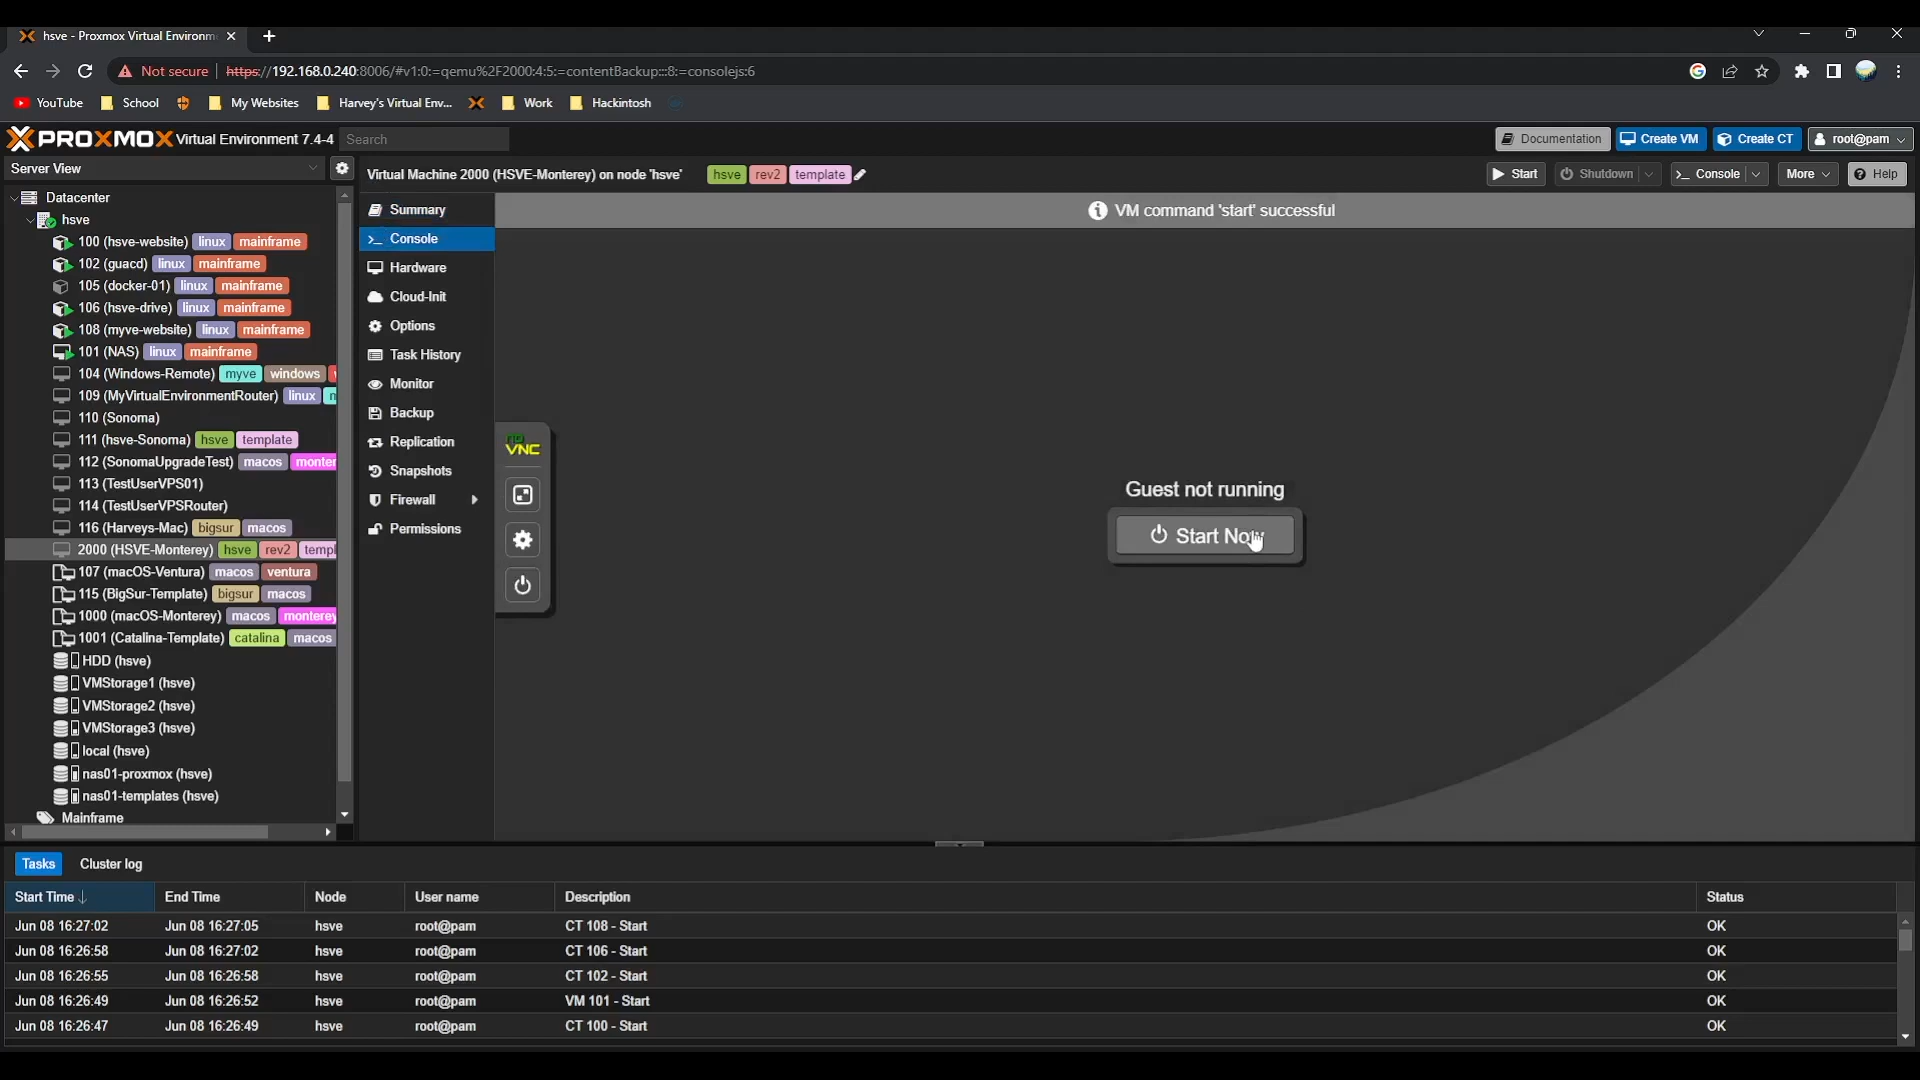 hsve - Proxmox Virtual Environm
Not secure https://192.168.0.240:8006/#v1:0:=qemu%2F2000:4:5:=contentBackup:::8:=consolejs:6
YouTube School My Websites Harvey's Virtual Env... Work Hackintosh
PROXMOX Virtual Environment 7.4-4 Search Documentation Create VM Create CT root@pam
Server View Virtual Machine 2000 (HSVE-Monterey) on node 'hsve' hsve rev2 template Start Shutdown Console More Help
Datacenter
hsve
100 (hsve-website) linux mainframe
102 (guacd) linux mainframe
105 (docker-01) linux mainframe
106 (hsve-drive) linux mainframe
108 (myve-website) linux mainframe
101 (NAS) linux mainframe
104 (Windows-Remote) myve windows
109 (MyVirtualEnvironmentRouter) linux
110 (Sonoma)
111 (hsve-Sonoma) hsve template
112 (SonomaUpgradeTest) macos monter
113 (TestUserVPS01)
114 (TestUserVPSRouter)
116 (Harveys-Mac) bigsur macos
2000 (HSVE-Monterey) hsve rev2 templ
107 (macOS-Ventura) macos ventura
115 (BigSur-Template) bigsur macos
1000 (macOS-Monterey) macos monterey
1001 (Catalina-Template) catalina macos
HDD (hsve)
VMStorage1 (hsve)
VMStorage2 (hsve)
VMStorage3 (hsve)
local (hsve)
nas01-proxmox (hsve)
nas01-templates (hsve)
Mainframe
Summary
Console
Hardware
Cloud-Init
Options
Task History
Monitor
Backup
Replication
Snapshots
Firewall
Permissions
VM command 'start' successful
no
VNC
Guest not running
Start Now
Tasks Cluster log
Start Time End Time Node User name Description Status
Jun 08 16:27:02 Jun 08 16:27:05 hsve root@pam CT 108 - Start OK
Jun 08 16:26:58 Jun 08 16:27:02 hsve root@pam CT 106 - Start OK
Jun 08 16:26:55 Jun 08 16:26:58 hsve root@pam CT 102 - Start OK
Jun 08 16:26:49 Jun 08 16:26:52 hsve root@pam VM 101 - Start OK
Jun 08 16:26:47 Jun 08 16:26:49 hsve root@pam CT 100 - Start OK